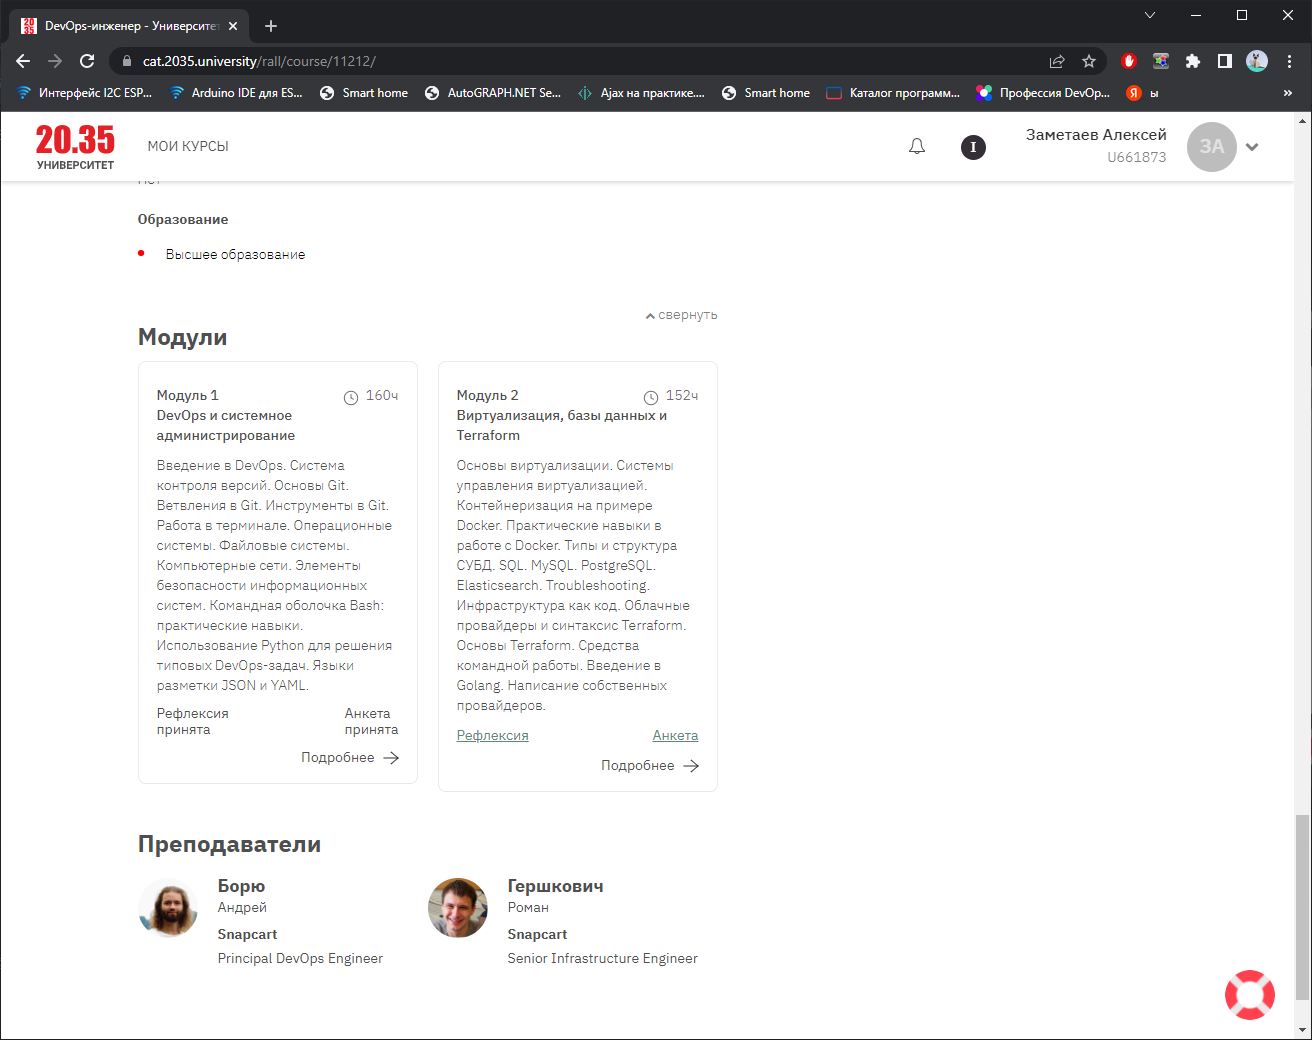 20
35
DevOps-инженер - Университет
cat.2035.university/rall/course/11212/
Интерфейс I2C ESP...
Arduino IDE для ES...
Smart home
AutoGRAPH.NET Se...
Ajax на практике....
Smart home
Каталог программ...
Профессия DevOp...
Я
ы
»
20.35
УНИВЕРСИТЕТ
МОИ КУРСЫ
I
Заметаев Алексей
U661873
ЗА
Нет
Образование
Высшее образование
свернуть
Модули
Модуль 1
160ч
DevOps и системное
администрирование
Введение в DevOps. Система
контроля версий. Основы Git.
Ветвления в Git. Инструменты в Git.
Работа в терминале. Операционные
системы. Файловые системы.
Компьютерные сети. Элементы
безопасности информационных
систем. Командная оболочка Bash:
практические навыки.
Использование Python для решения
типовых DevOps-задач. Языки
разметки JSON и YAML.
Рефлексия
принята
Анкета
принята
Подробнее
Модуль 2
152ч
Виртуализация, базы данных и
Terraform
Основы виртуализации. Системы
управления виртуализацией.
Контейнеризация на примере
Docker. Практические навыки в
работе с Docker. Типы и структура
СУБД. SQL. MySQL. PostgreSQL.
Elasticsearch. Troubleshooting.
Инфраструктура как код. Облачные
провайдеры и синтаксис Terraform.
Основы Terraform. Средства
командной работы. Введение в
Golang. Написание собственных
провайдеров.
Рефлексия
Анкета
Подробнее
Преподаватели
Борю
Андрей
Snapcart
Principal DevOps Engineer
Гершкович
Роман
Snapcart
Senior Infrastructure Engineer